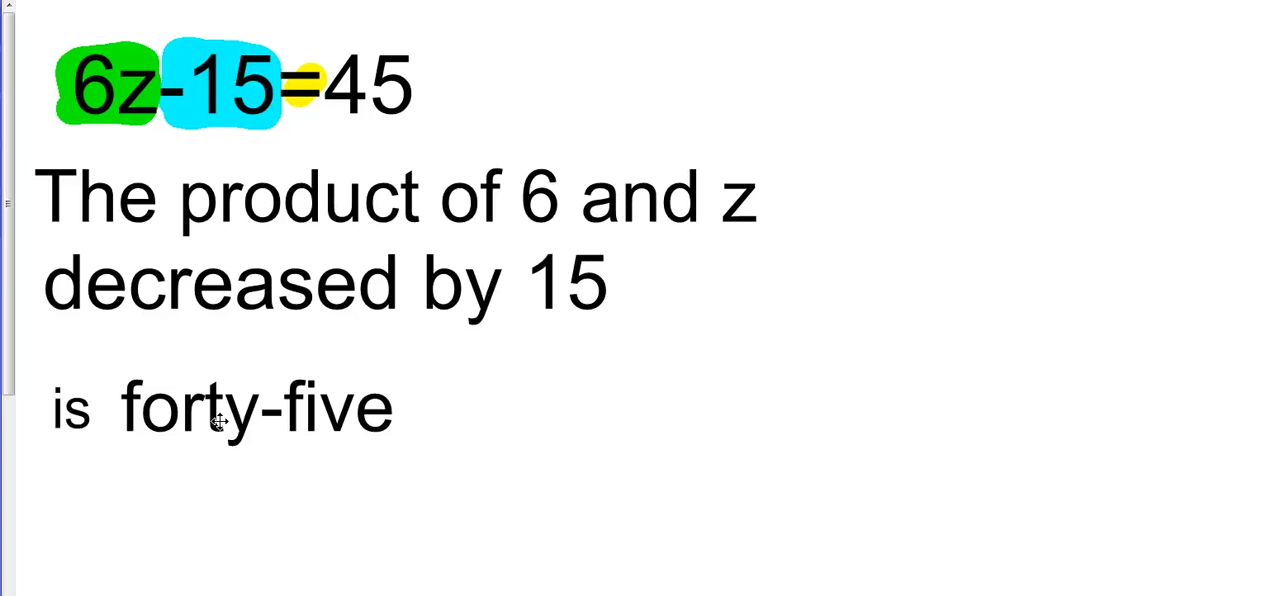 6z-15=45
The product of 6 and z
decreased by 15
is forty-five